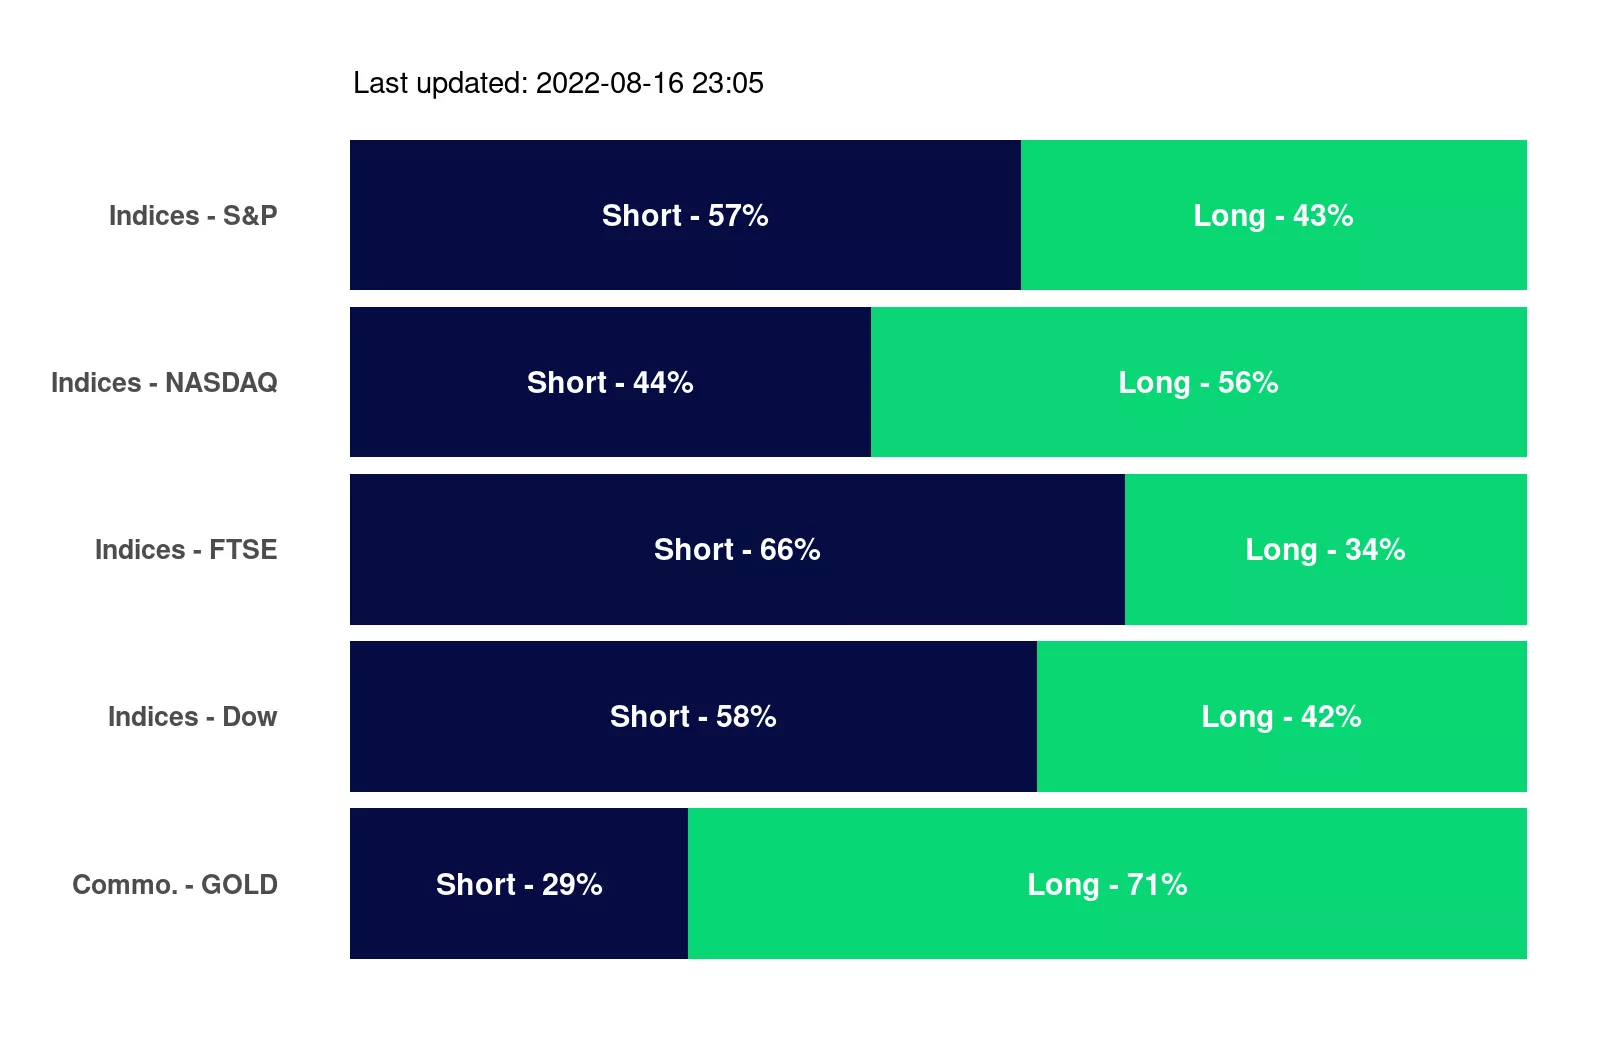 Last updated: 2022-08-16 23:05
Indices - S&P
Short - 57%
Long - 43%
Indices - NASDAQ
Short - 44%
Long - 56%
Indices - FTSE
Short - 66%
Long - 34%
Indices - Dow
Short - 58%
Long - 42%
Commo. - GOLD
Short - 29%
Long - 71%